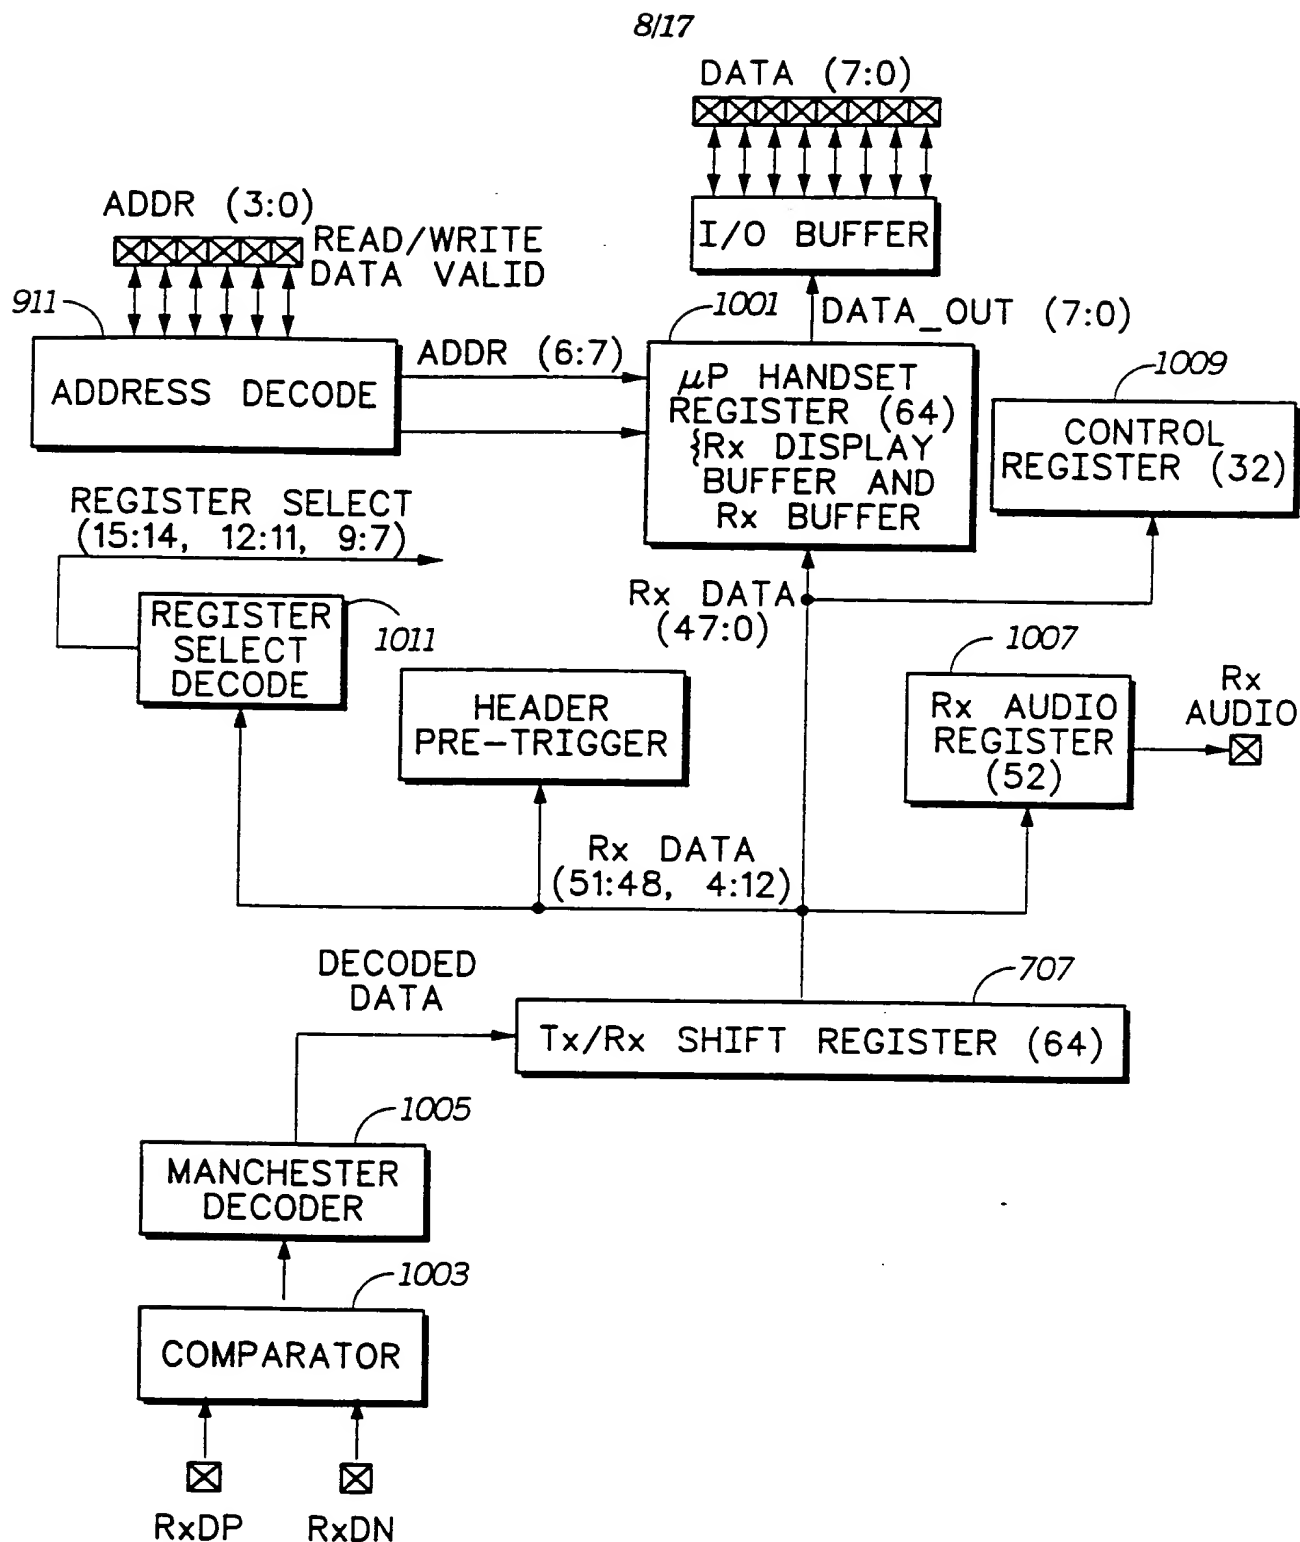 8/17
DATA (7:0)
ADDR (3:0)
READ/WRITE
DATA VALID
I/O BUFFER
911
1001
DATA_OUT (7:0)
ADDRESS DECODE
ADDR (6:7)
μP HANDSET
REGISTER (64)
{Rx DISPLAY
BUFFER AND
Rx BUFFER
1009
CONTROL
REGISTER (32)
REGISTER SELECT
(15:14, 12:11, 9:7)
REGISTER
SELECT
DECODE
1011
Rx DATA
(47:0)
HEADER
PRE-TRIGGER
1007
Rx AUDIO
REGISTER
(52)
Rx
AUDIO
Rx DATA
(51:48, 4:12)
DECODED
DATA
707
Tx/Rx SHIFT REGISTER (64)
1005
MANCHESTER
DECODER
1003
COMPARATOR
RxDP
RxDN